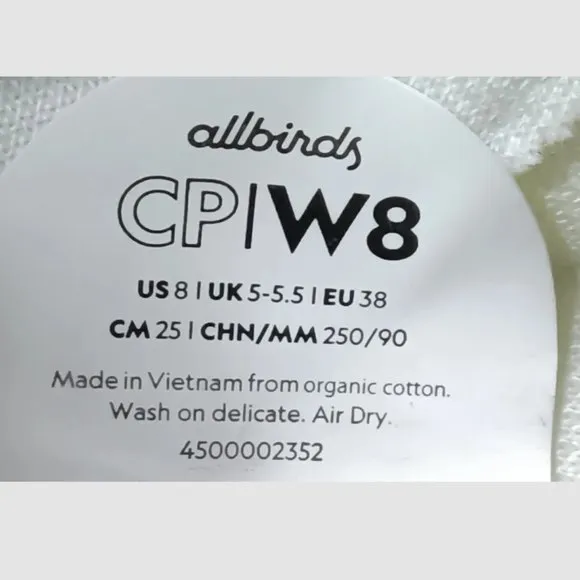 allbirds
CP|W8
US 8 | UK 5-5.5 | EU 38
CM 25 | CHN/MM 250/90
Made in Vietnam from organic cotton.
Wash on delicate. Air Dry.
4500002352